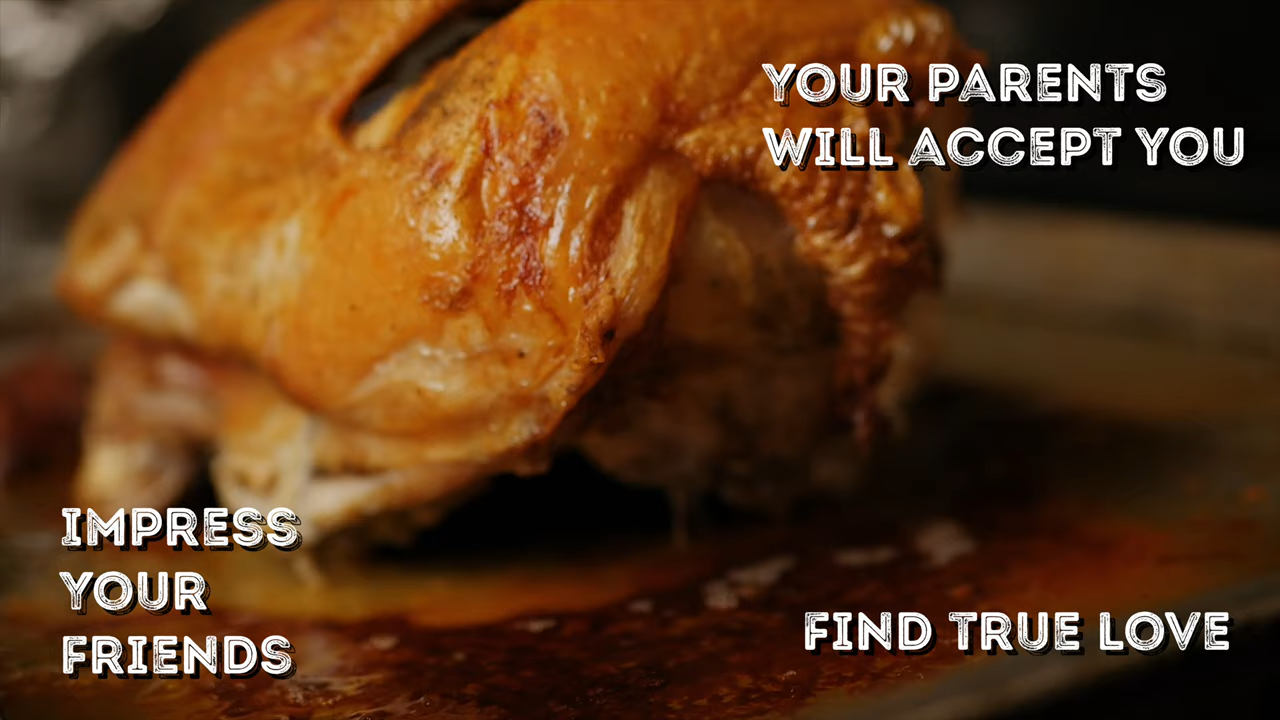 YOUR PARENTS
WILL ACCEPT YOU
IMPRESS
YOUR
FRIENDS
FIND TRUE LOVE